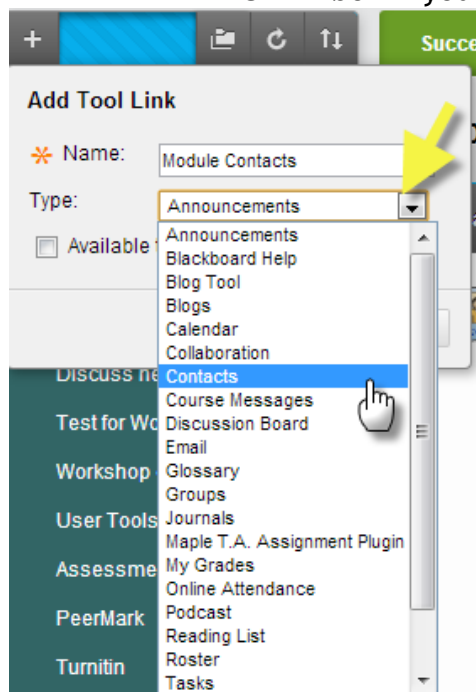 Succe
Add Tool Link
Name: Module Contacts
Type: Announcements
Available
Announcements
Blackboard Help
Blog Tool
Blogs
Calendar
Collaboration
Contacts
Course Messages
Discussion Board
Email
Glossary
Groups
Journals
Maple T.A. Assignment Plugin
My Grades
Online Attendance
Podcast
Reading List
Roster
Tasks
Discuss
Test for
Workshop
User Tools
Assessme
PeerMark
Turnitin